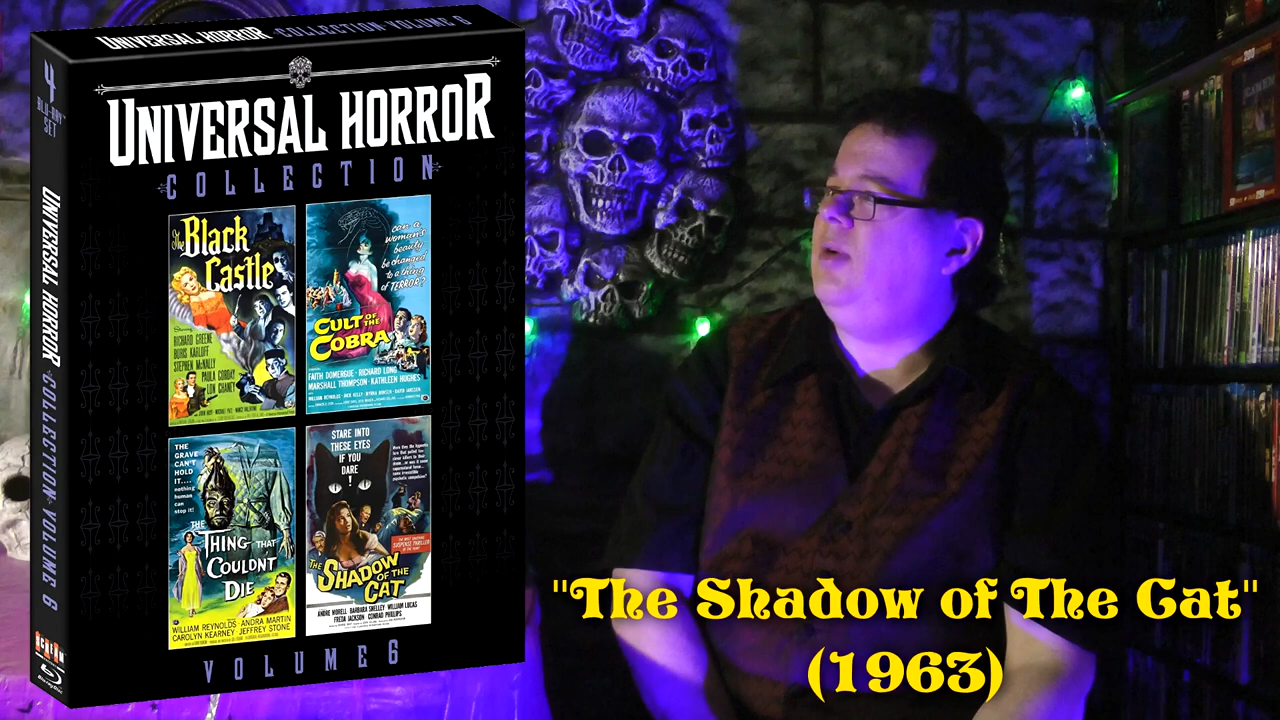 UNIVERSAL HORROR COLLECTION VOLUME 6
4
BLU-RAY
SET
UNIVERSAL HORROR COLLECTION VOLUME 6
SCREAM
UNIVERSAL HORROR
COLLECTION
The Black
Castle
Starring
RICHARD GREENE
BORIS KARLOFF
STEPHEN McNALLY
PAULA CORDAY
LON CHANEY
can a
woman's
beauty
be changed
to a thing
of TERROR?
CULT OF THE
COBRA
FAITH DOMERGUE · RICHARD LONG
MARSHALL THOMPSON · KATHLEEN HUGHES
THE
GRAVE
CAN'T
HOLD
IT....
nothing
human
can
stop it!
THE
THING THAT
COULDNT
DIE
WILLIAM REYNOLDS · ANDRA MARTIN
CAROLYN KEARNEY · JEFFREY STONE
STARE INTO
THESE EYES
IF YOU
DARE
!
THE
SHADOW
OF THE
CAT
ANDRE MORELL BARBARA SHELLEY WILLIAM LUCAS
FREDA JACKSON CONRAD PHILLIPS
VOLUME 6
"The Shadow of The Cat"
(1963)